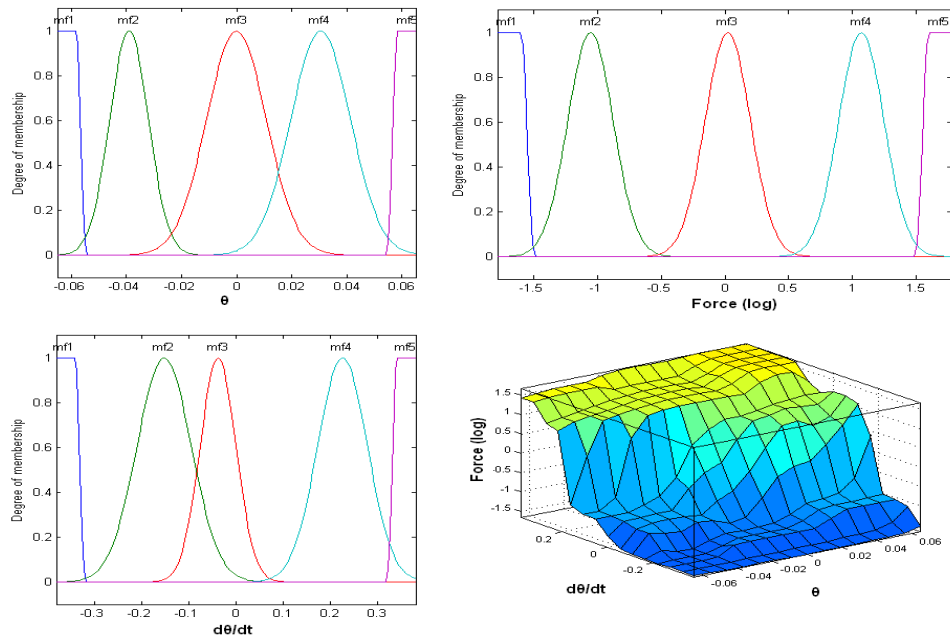 mf1 mf2 mf3 mf4 mf5
1
0.8
0.6
0.4
0.2
0
Degree of membership
-0.06 -0.04 -0.02 0 0.02 0.04 0.06
θ
mf1 mf2 mf3 mf4 mf5
1
0.8
0.6
0.4
0.2
0
Degree of membership
-1.5 -1 -0.5 0 0.5 1 1.5
Force (log)
mf1 mf2 mf3 mf4 mf5
1
0.8
0.6
0.4
0.2
0
Degree of membership
-0.3 -0.2 -0.1 0 0.1 0.2 0.3
dθ/dt
1.5
1
0.5
0
-0.5
-1
-1.5
Force (log)
0.2 0 -0.2
dθ/dt
-0.06 -0.04 -0.02 0 0.02 0.04 0.06
θ